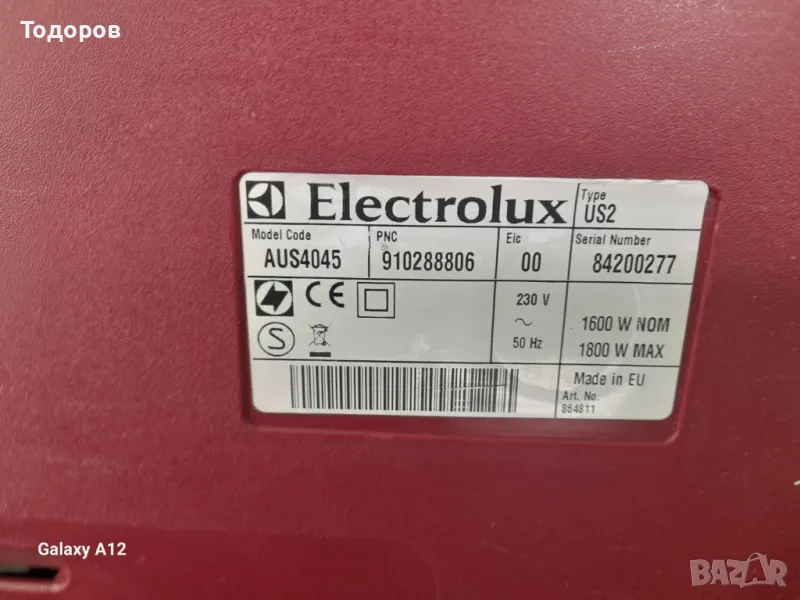 Тодоров
Electrolux
Type
US2
Model Code
AUS4045
PNC
910288806
Elc
00
Serial Number
84200277
CE
S
230 V
~
50 Hz
1600 W NOM
1800 W MAX
Made in EU
Art. No.
864811
Galaxy A12
BAZAR